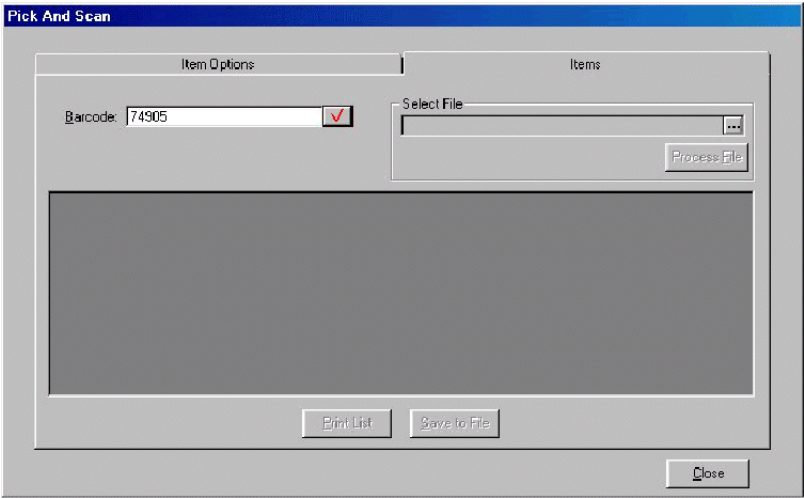 Pick And Scan
Item Options
Items
Barcode: 74905
Select File
...
Process File
Print List
Save to File
Close